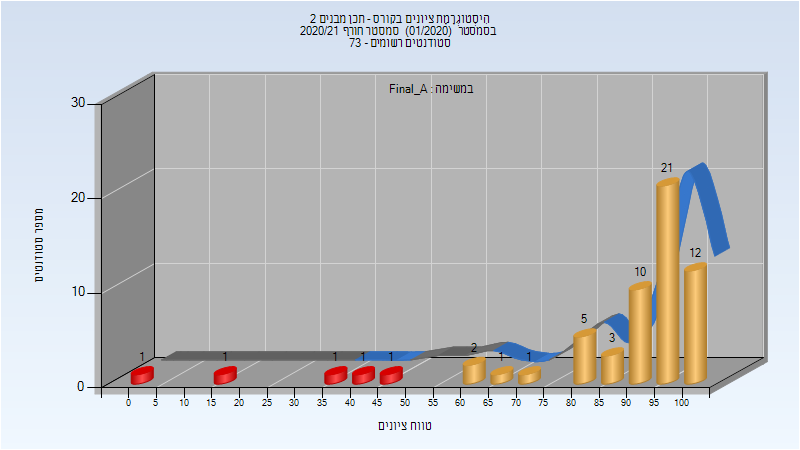 היסטוגרמת ציונים בקורס - תכן מבנים 2
בסמסטר (01/2020) סמסטר חורף 2020/21
סטודנטים רשומים - 73
במשימה : Final_A
30
20
10
0
מספר סטודנטים
1 1 1 1 1 2 1 1 5 3 10 21 12
0 5 10 15 20 25 30 35 40 45 50 55 60 65 70 75 80 85 90 95 100
טווח ציונים